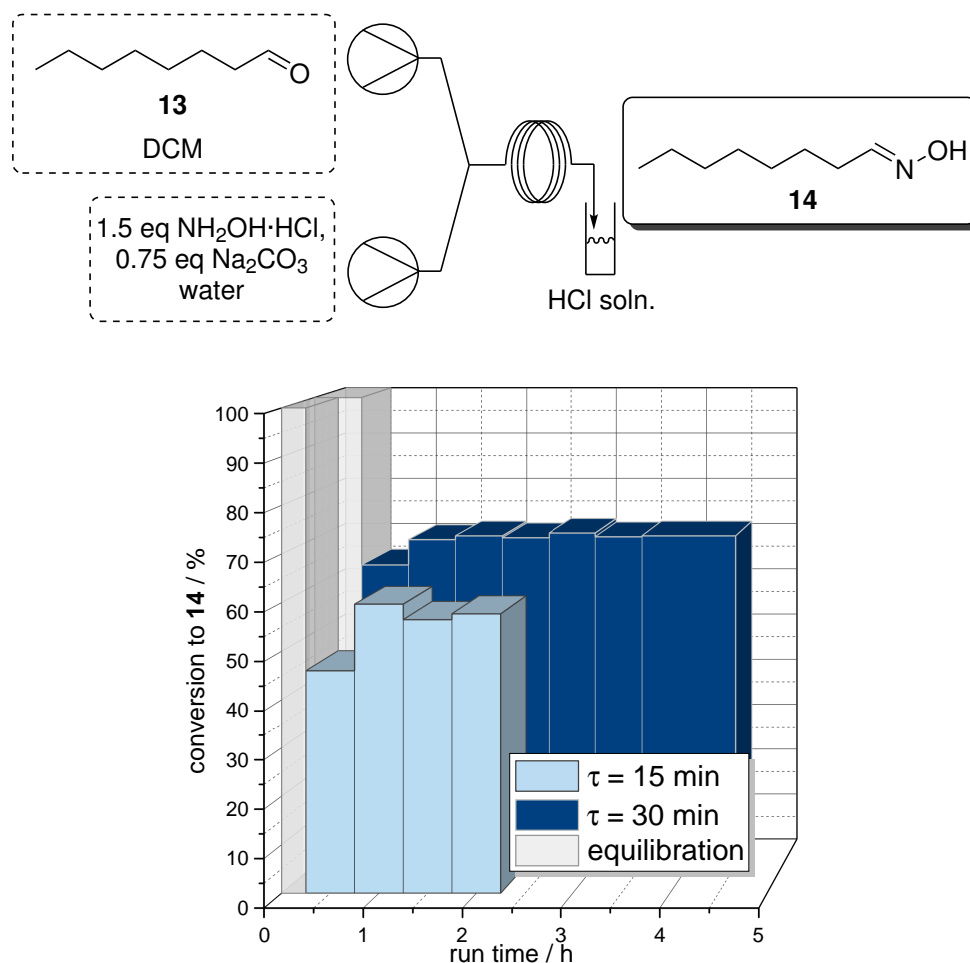 O
13
DCM
1.5 eq NH₂OH·HCl,
0.75 eq Na₂CO₃
water
HCl soln.
N
OH
14
conversion to 14 / %
100
90
80
70
60
50
40
30
20
10
0
τ = 15 min
τ = 30 min
equilibration
0 1 2 3 4 5
run time / h